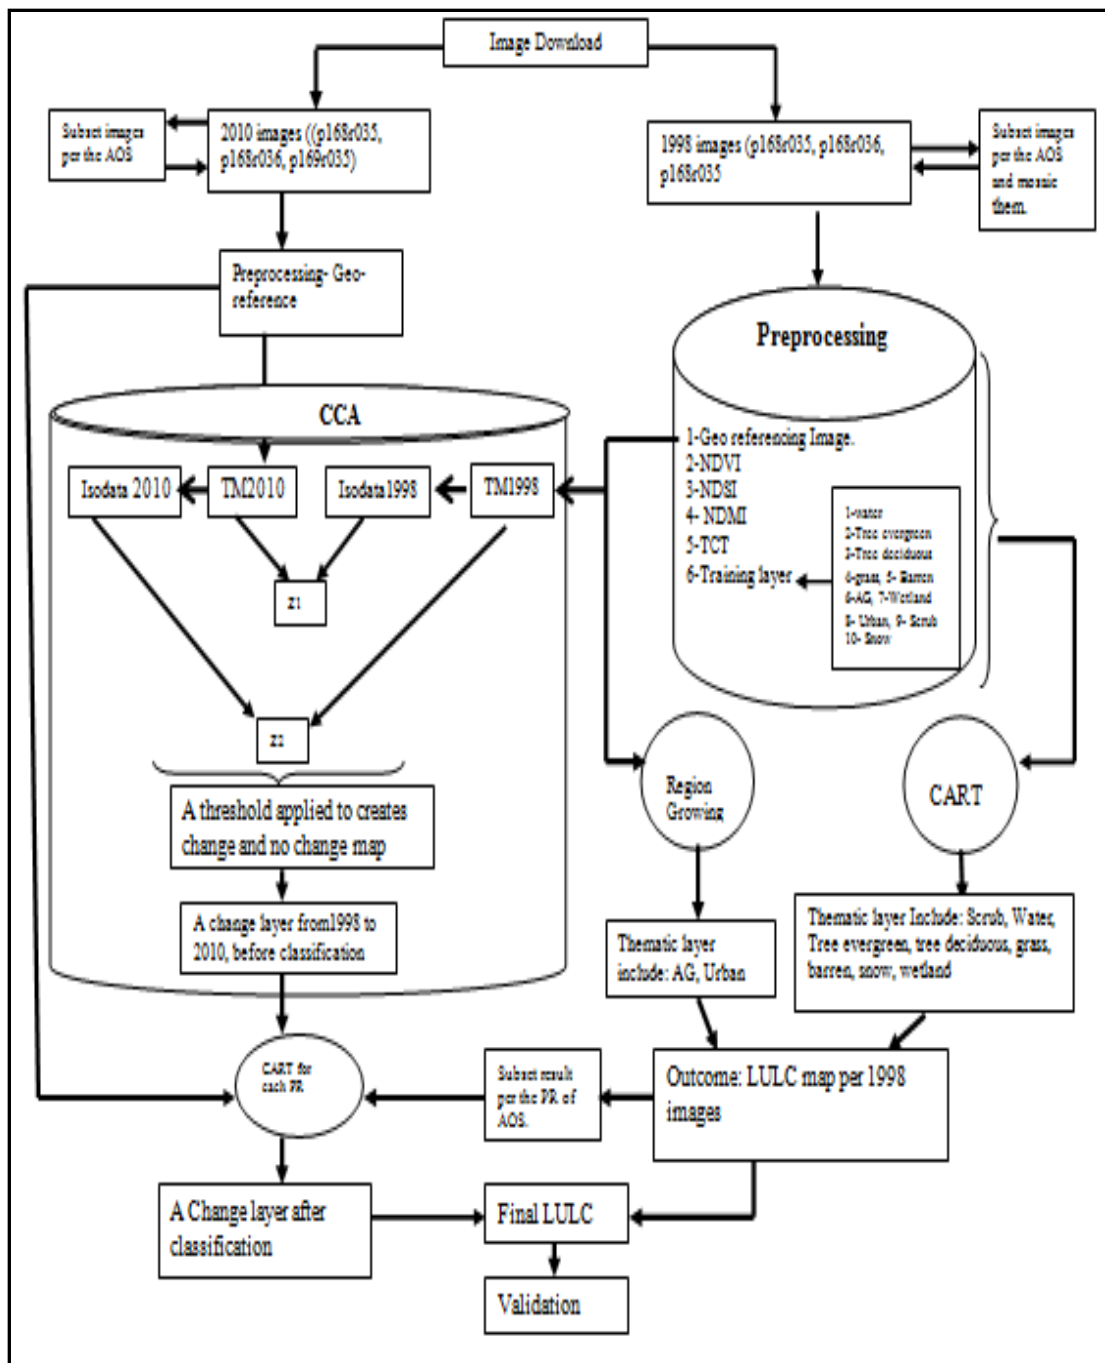 Image Download
Subset images
per the AOS
2010 images ((p168r035,
p168r036, p169r035)
1998 images (p168r035, p168r036,
p168r035
Subset images
per the AOS
and mosaic
them.
Preprocessing- Geo-
reference
Preprocessing
1-Geo referencing Image.
2-NDVI
3-NDSI
4- NDMI
5-TCT
6-Training layer
1-water
2-Tree evergreen
3-Tree deciduous
4-grass, 5- Barren
6-AG, 7-Wetland
8- Urban, 9- Scrub
10- Snow
CCA
Isodata 2010
TM2010
Isodata1998
TM1998
Z1
Z2
A threshold applied to creates
change and no change map
A change layer from1998 to
2010, before classification
Region
Growing
CART
Thematic layer
include: AG, Urban
Thematic layer Include: Scrub, Water,
Tree evergreen, tree deciduous, grass,
barren, snow, wetland
CART for
each PR
Subset result
per the PR of
AOS.
Outcome: LULC map per 1998
images
A Change layer after
classification
Final LULC
Validation